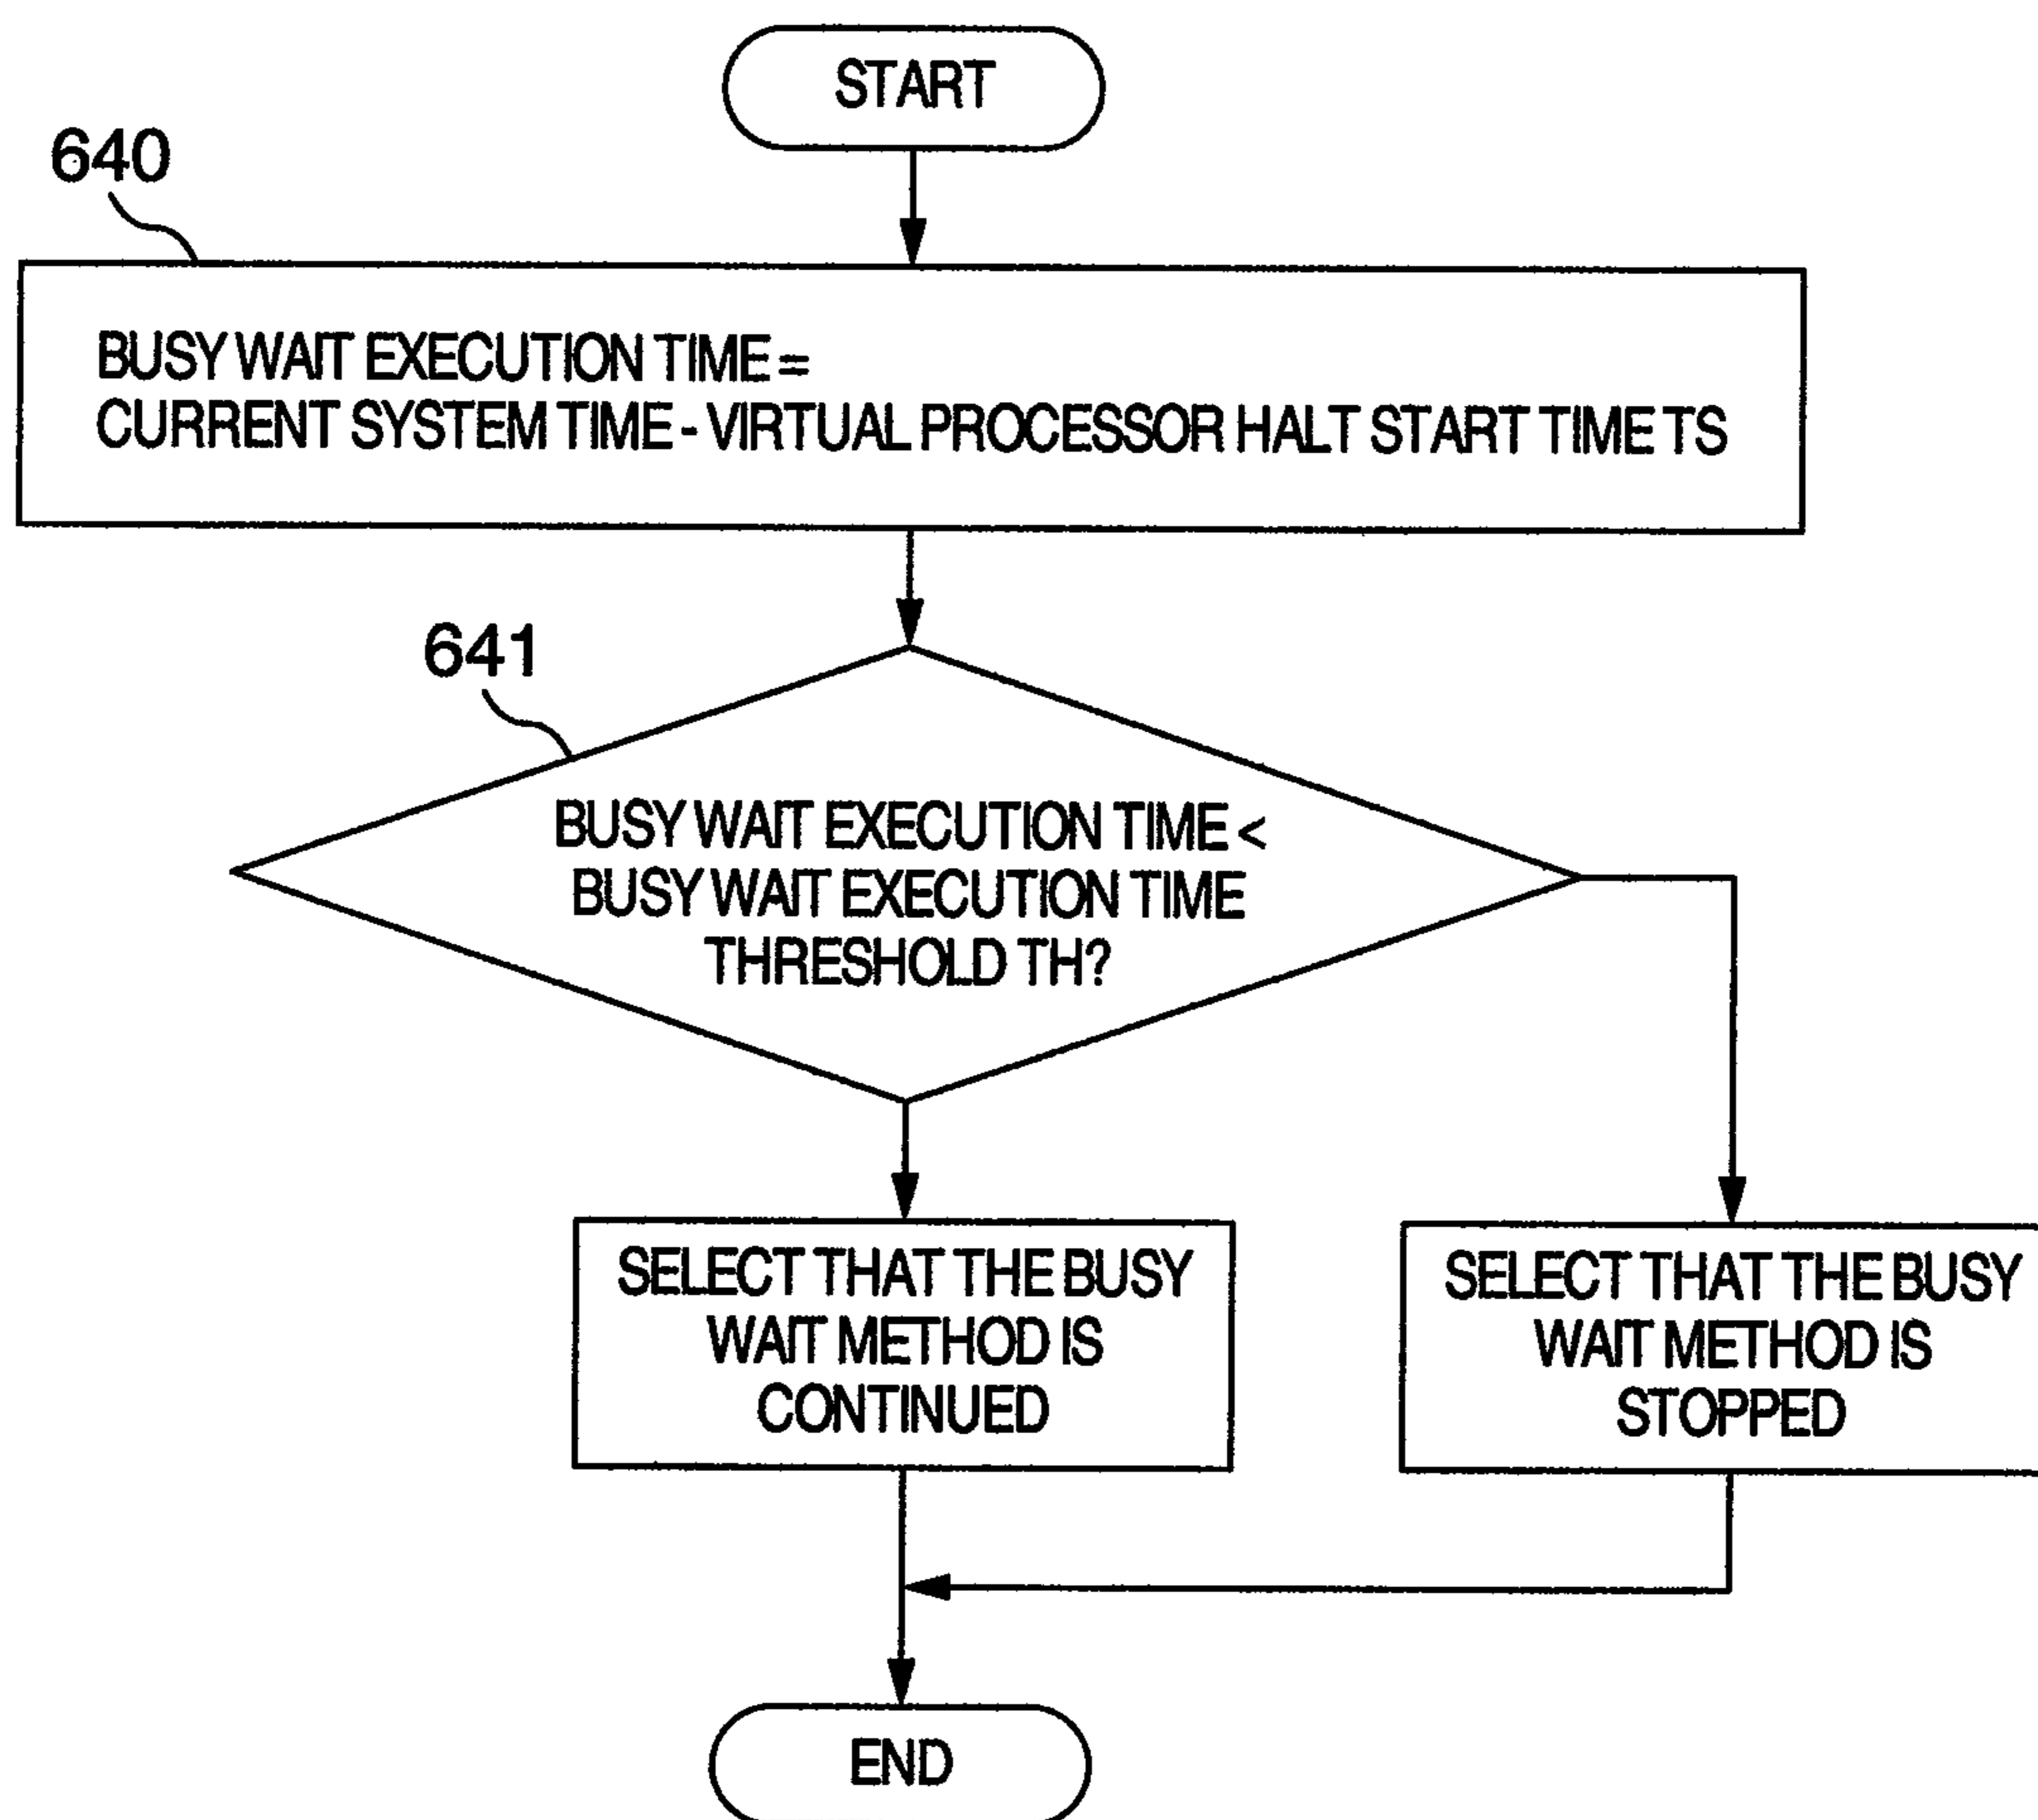 START
640
BUSY WAIT EXECUTION TIME =
CURRENT SYSTEM TIME - VIRTUAL PROCESSOR HALT START TIME TS
641
BUSY WAIT EXECUTION TIME <
BUSY WAIT EXECUTION TIME
THRESHOLD TH?
SELECT THAT THE BUSY
WAIT METHOD IS
CONTINUED
SELECT THAT THE BUSY
WAIT METHOD IS
STOPPED
END